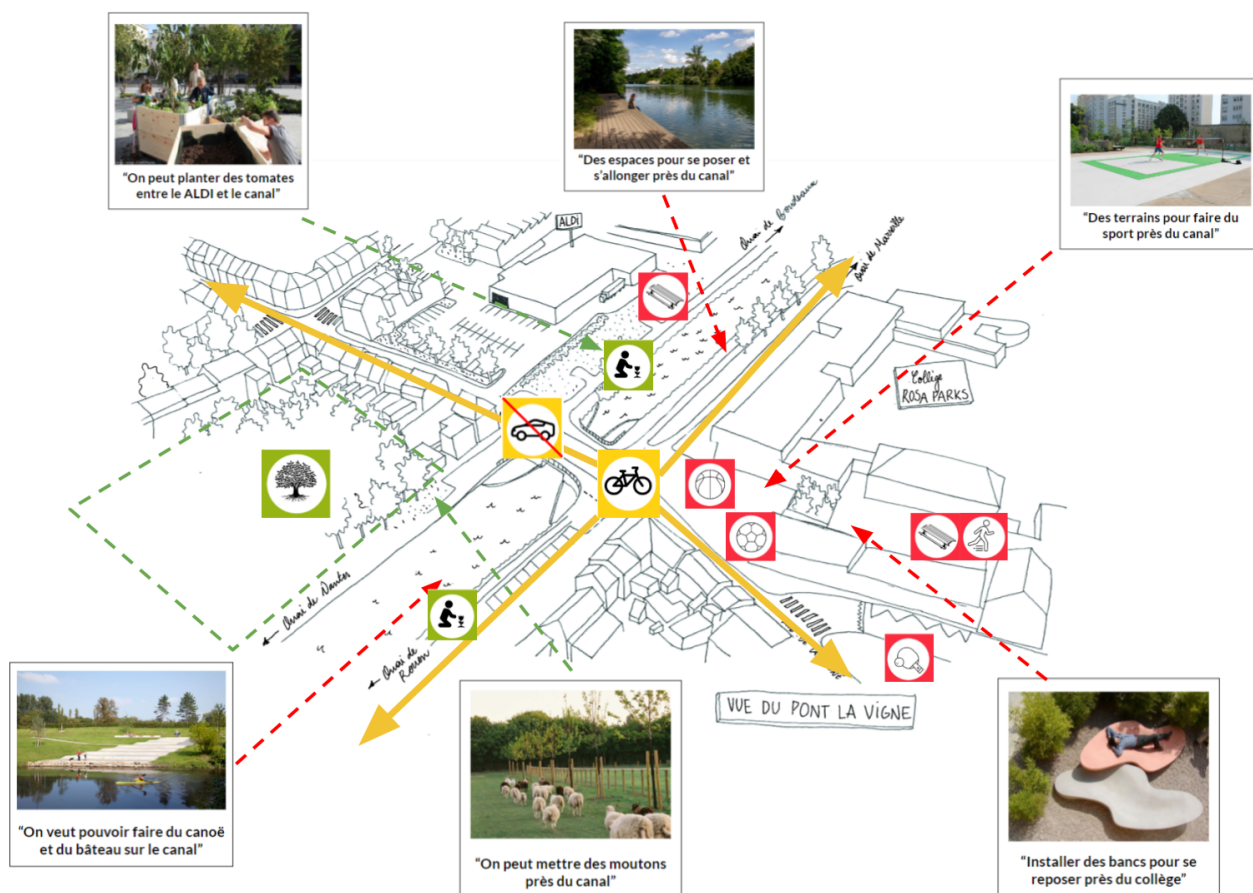 “On peut planter des tomates
entre le ALDI et le canal”
“Des espaces pour se poser et
s’allonger près du canal”
“Des terrains pour faire du
sport près du canal”
ALDI
Quai de Bordeaux
Quai de Marseille
Collège
ROSA PARKS
Quai de Nantes
Quai de
Rouen
VUE DU PONT LA VIGNE
“On veut pouvoir faire du canoë
et du bâteau sur le canal”
“On peut mettre des moutons
près du canal”
“Installer des bancs pour se
reposer près du collège”